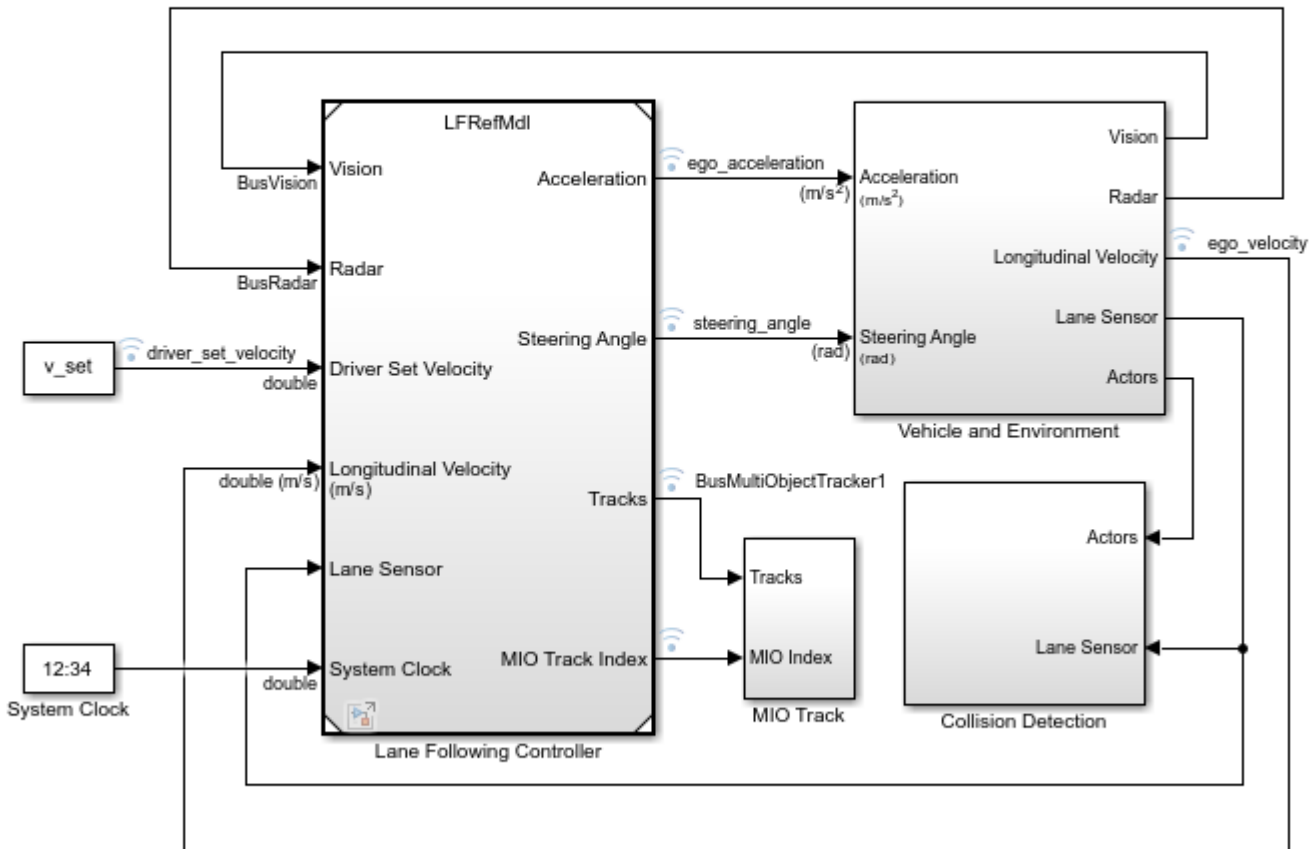 LFRefMdl
Vision
BusVision
Radar
BusRadar
v_set
driver_set_velocity
double
Driver Set Velocity
double (m/s)
Longitudinal Velocity
(m/s)
Lane Sensor
12:34
System Clock
double
System Clock
Acceleration
Steering Angle
Tracks
MIO Track Index
Lane Following Controller
ego_acceleration
(m/s²)
steering_angle
(rad)
BusMultiObjectTracker1
Tracks
MIO Index
MIO Track
Acceleration
(m/s²)
Steering Angle
(rad)
Vision
Radar
Longitudinal Velocity
Lane Sensor
Actors
Vehicle and Environment
ego_velocity
Actors
Lane Sensor
Collision Detection